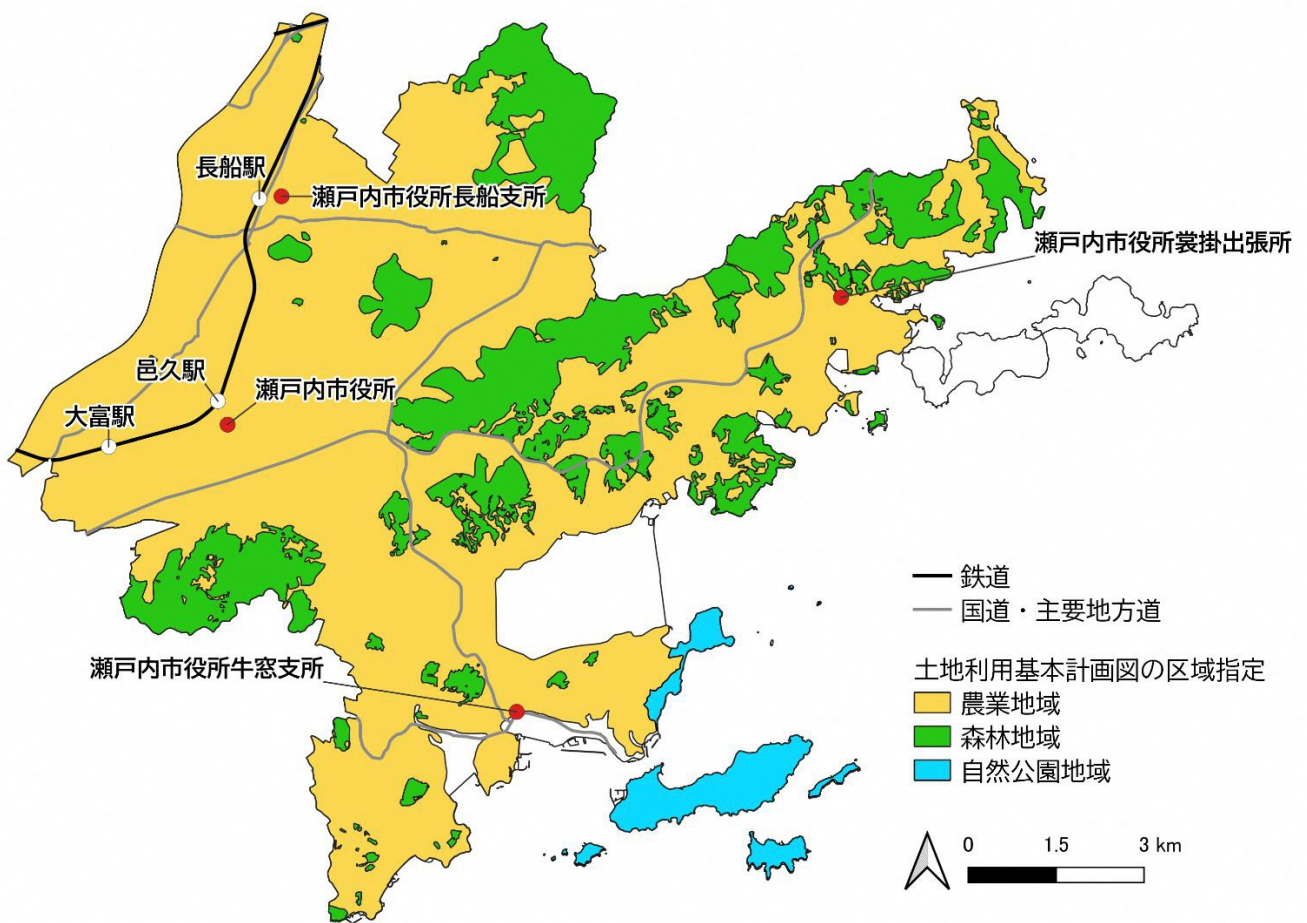 長船駅
瀬戸内市役所長船支所
瀬戸内市役所裳掛出張所
邑久駅
瀬戸内市役所
大富駅
瀬戸内市役所牛窓支所
鉄道
国道・主要地方道
土地利用基本計画図の区域指定
農業地域
森林地域
自然公園地域
0 1.5 3 km